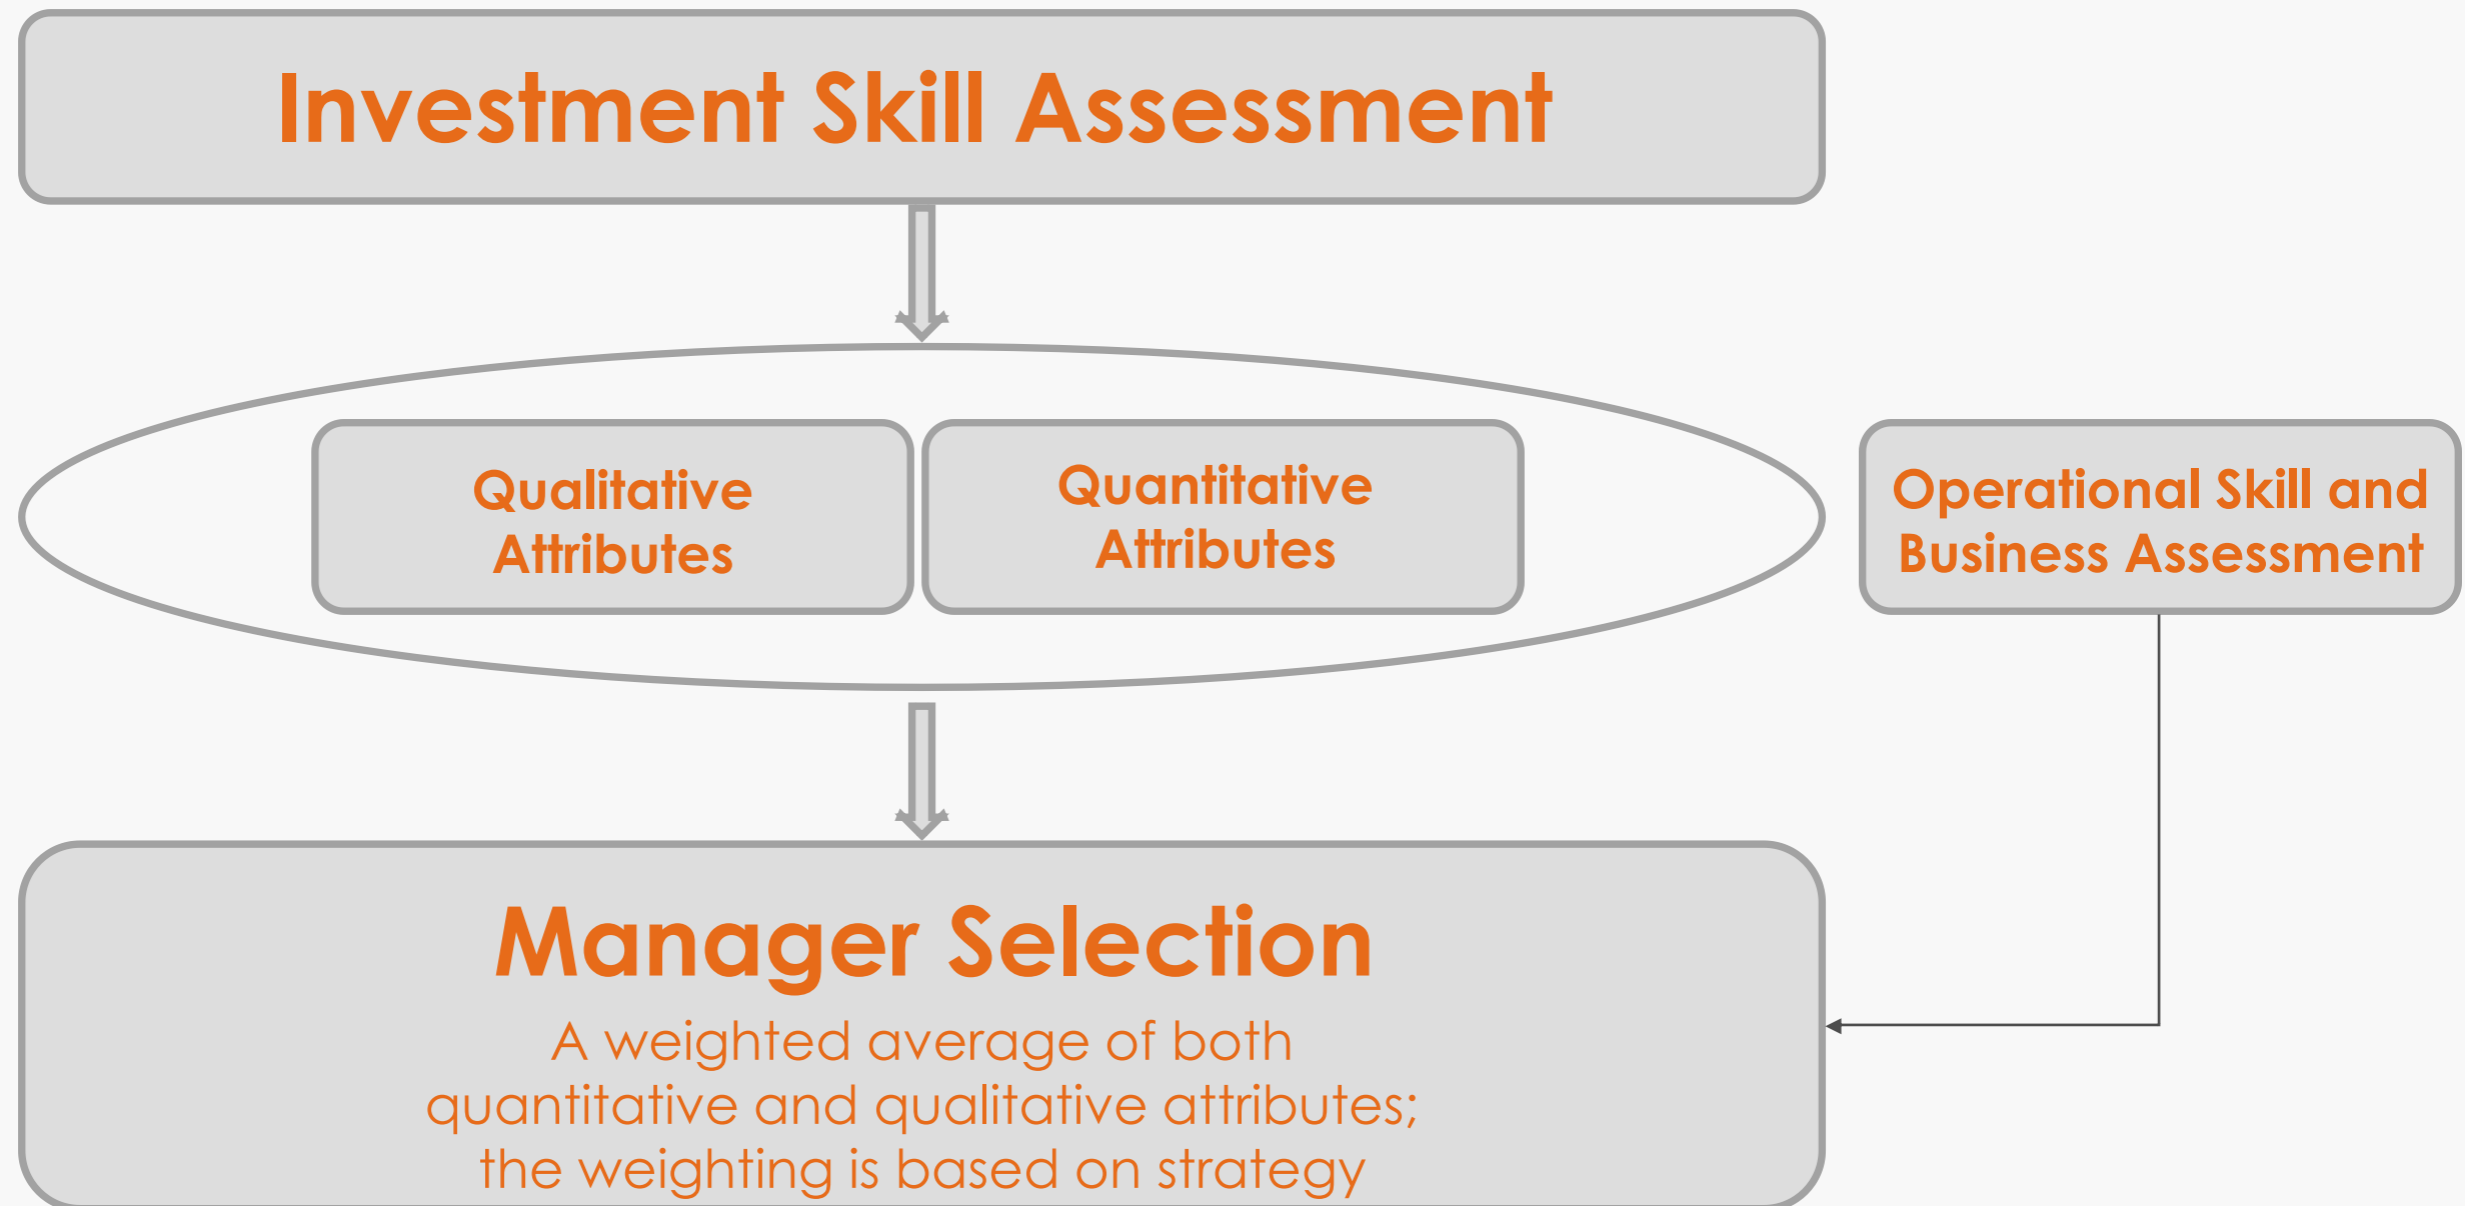 Investment Skill Assessment
Qualitative
Attributes
Quantitative
Attributes
Operational Skill and
Business Assessment
Manager Selection
A weighted average of both
quantitative and qualitative attributes;
the weighting is based on strategy